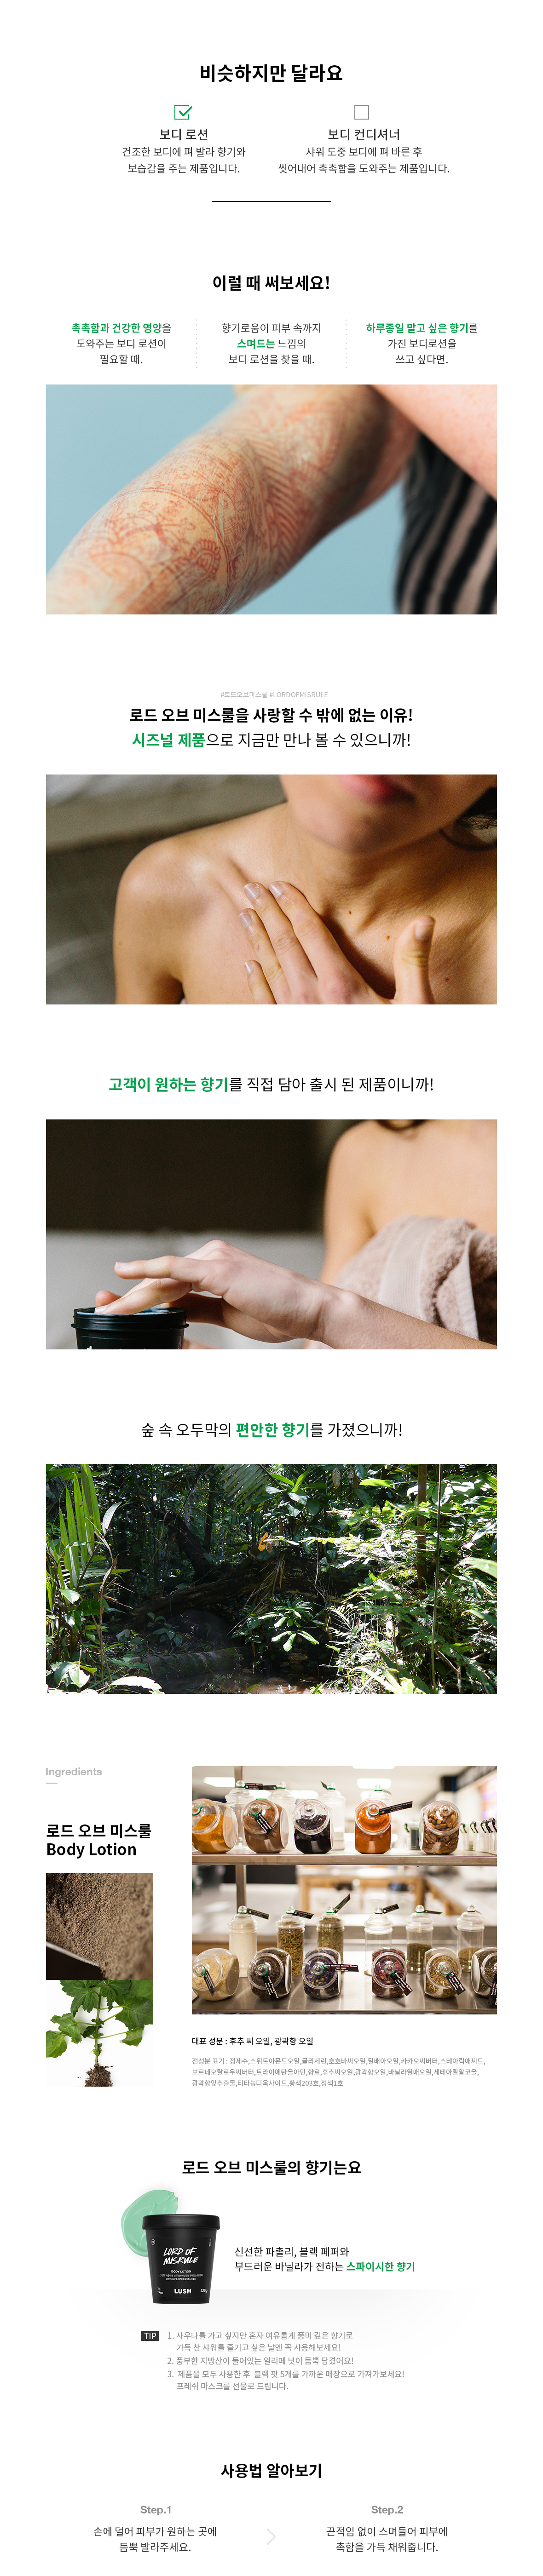 비슷하지만 달라요
보디 로션
건조한 보디에 펴 발라 향기와
보습감을 주는 제품입니다.
보디 컨디셔너
샤워 도중 보디에 펴 바른 후
씻어내어 촉촉함을 도와주는 제품입니다.
이럴 때 써보세요!
촉촉함과 건강한 영양을
도와주는 보디 로션이
필요할 때.
향기로움이 피부 속까지
스며드는 느낌의
보디 로션을 찾을 때.
하루종일 맡고 싶은 향기를
가진 보디로션을
쓰고 싶다면.
#로드오브미스룰 #LORDOFMISRULE
로드 오브 미스룰을 사랑할 수 밖에 없는 이유!
시즈널 제품으로 지금만 만나 볼 수 있으니까!
고객이 원하는 향기를 직접 담아 출시 된 제품이니까!
숲 속 오두막의 편안한 향기를 가졌으니까!
Ingredients
로드 오브 미스룰
Body Lotion
대표 성분 : 후추 씨 오일, 광곽향 오일
전성분 표기 : 정제수,스위트아몬드오일,글리세린,호호바씨오일,밀배아오일,카카오씨버터,스테아릭애씨드,
보르네오탈로우씨버터,트라이에탄올아민,향료,후추씨오일,광곽향오일,바닐라열매오일,세테아릴알코올,
광곽향잎추출물,티타늄디옥사이드,황색203호,청색1호
로드 오브 미스룰의 향기는요
LORD OF
MISRULE
BODY LOTION
LUSH
신선한 파촐리, 블랙 페퍼와
부드러운 바닐라가 전하는 스파이시한 향기
TIP
1. 사우나를 가고 싶지만 혼자 여유롭게 풍미 깊은 향기로
가득 찬 샤워를 즐기고 싶은 날엔 꼭 사용해보세요!
2. 풍부한 지방산이 들어있는 일리페 넛이 듬뿍 담겼어요!
3. 제품을 모두 사용한 후 블랙 팟 5개를 가까운 매장으로 가져가보세요!
프레쉬 마스크를 선물로 드립니다.
사용법 알아보기
Step.1
손에 덜어 피부가 원하는 곳에
듬뿍 발라주세요.
Step.2
끈적임 없이 스며들어 피부에
촉함을 가득 채워줍니다.